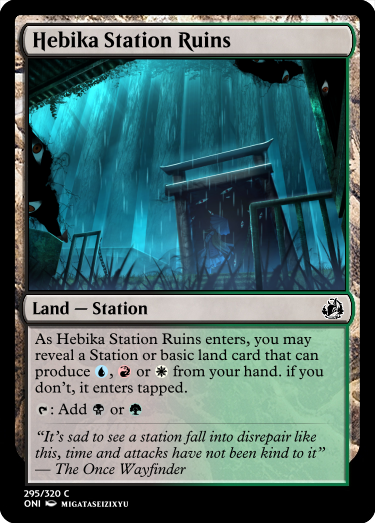 Hebika Station Ruins
Land — Station
As Hebika Station Ruins enters, you may
reveal a Station or basic land card that can
produce , or from your hand. if you
don't, it enters tapped.
: Add or
“It's sad to see a station fall into disrepair like
this, time and attacks have not been kind to it”
— The Once Wayfinder
295/320 C
ONI MIGATASEIZIXYU